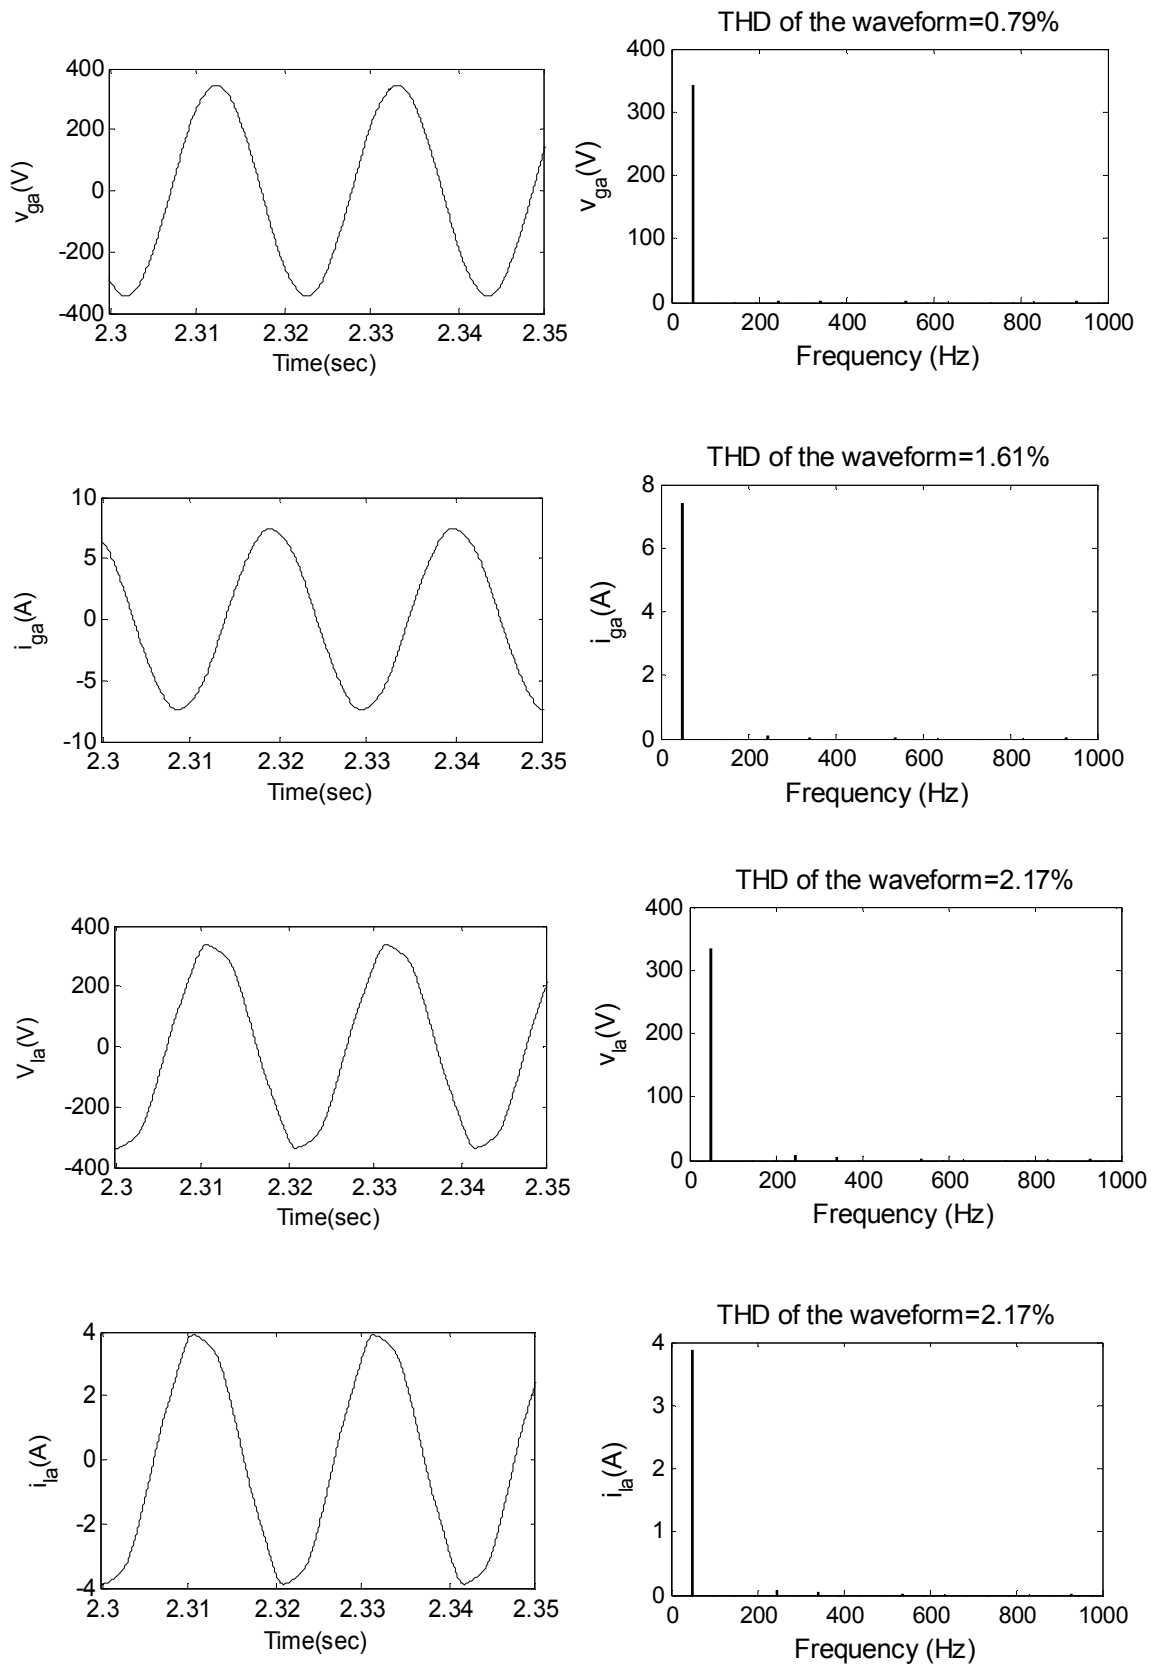 THD of the waveform=0.79%
400
200
0
-200
-400
v_ga(V)
2.3 2.31 2.32 2.33 2.34 2.35
Time(sec)
400
300
200
100
0
v_ga(V)
0 200 400 600 800 1000
Frequency (Hz)
THD of the waveform=1.61%
10
5
0
-5
-10
i_ga(A)
2.3 2.31 2.32 2.33 2.34 2.35
Time(sec)
8
6
4
2
0
i_ga(A)
0 200 400 600 800 1000
Frequency (Hz)
THD of the waveform=2.17%
400
200
0
-200
-400
V_la(V)
2.3 2.31 2.32 2.33 2.34 2.35
Time(sec)
400
300
200
100
0
v_la(V)
0 200 400 600 800 1000
Frequency (Hz)
THD of the waveform=2.17%
4
2
0
-2
-4
i_la(A)
2.3 2.31 2.32 2.33 2.34 2.35
Time(sec)
4
3
2
1
0
i_la(A)
0 200 400 600 800 1000
Frequency (Hz)